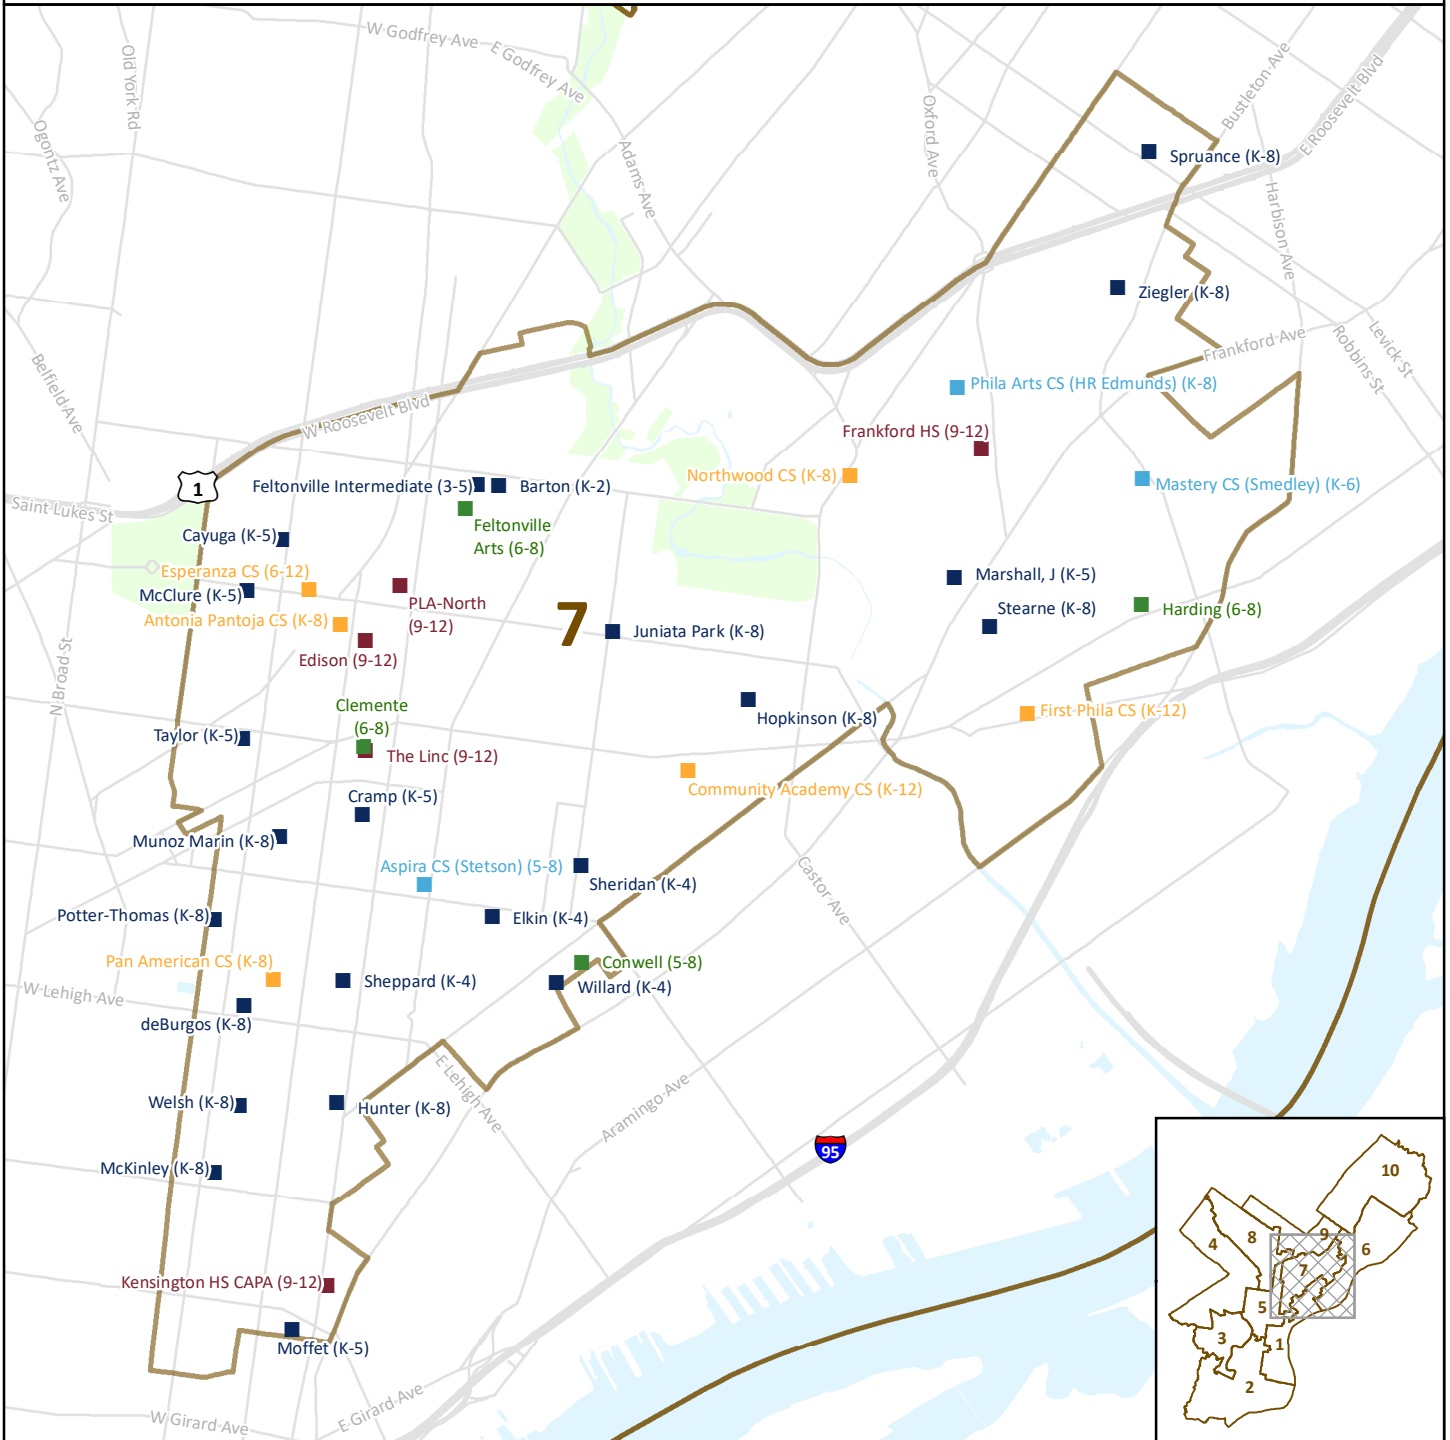 W Godfrey Ave
E Godfrey Ave
Old York Rd
Ogontz Ave
Adams Ave
Oxford Ave
Bustleton Ave
E Roosevelt Blvd
Spruance (K-8)
Harbison Ave
Ziegler (K-8)
Frankford Ave
Robbins St
Levick St
Belfield Ave
W Roosevelt Blvd
Phila Arts CS (HR Edmunds) (K-8)
Frankford HS (9-12)
Northwood CS (K-8)
Mastery CS (Smedley) (K-6)
1
Feltonville Intermediate (3-5)
Barton (K-2)
Saint Lukes St
Feltonville
Arts (6-8)
Cayuga (K-5)
Esperanza CS (6-12)
McClure (K-5)
Antonia Pantoja CS (K-8)
PLA-North
(9-12)
7
Juniata Park (K-8)
Edison (9-12)
Marshall, J (K-5)
Stearne (K-8)
Harding (6-8)
N Broad St
Clemente
(6-8)
Hopkinson (K-8)
First Phila CS (K-12)
Taylor (K-5)
The Linc (9-12)
Community Academy CS (K-12)
Cramp (K-5)
Munoz Marin (K-8)
Aspira CS (Stetson) (5-8)
Sheridan (K-4)
Castor Ave
Potter-Thomas (K-8)
Elkin (K-4)
Pan American CS (K-8)
Conwell (5-8)
Sheppard (K-4)
Willard (K-4)
W Lehigh Ave
deBurgos (K-8)
E Lehigh Ave
Aramingo Ave
Welsh (K-8)
Hunter (K-8)
95
McKinley (K-8)
Kensington HS CAPA (9-12)
Moffet (K-5)
W Girard Ave
E Girard Ave
10
9
8
4
6
7
5
3
1
2